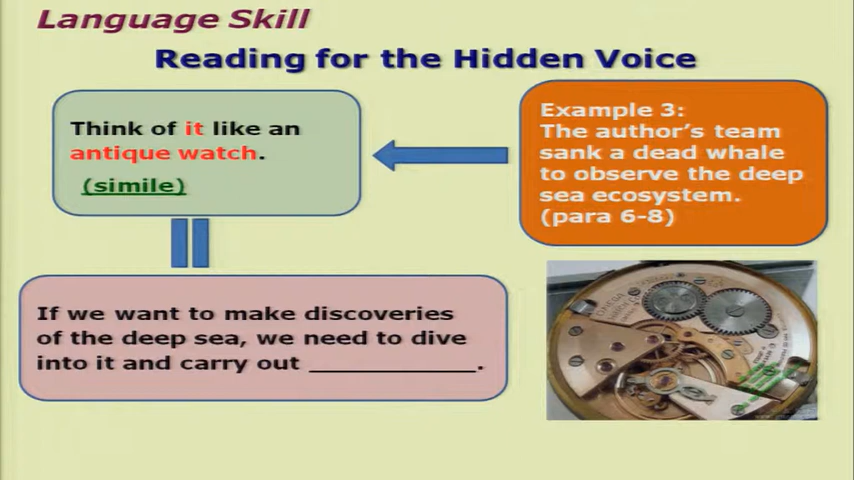 Language Skill
Reading for the Hidden Voice
Think of it like an
antique watch.
(simile)
Example 3:
The author's team
sank a dead whale
to observe the deep
sea ecosystem.
(para 6-8)
If we want to make discoveries
of the deep sea, we need to dive
into it and carry out ____________.
OMEGA